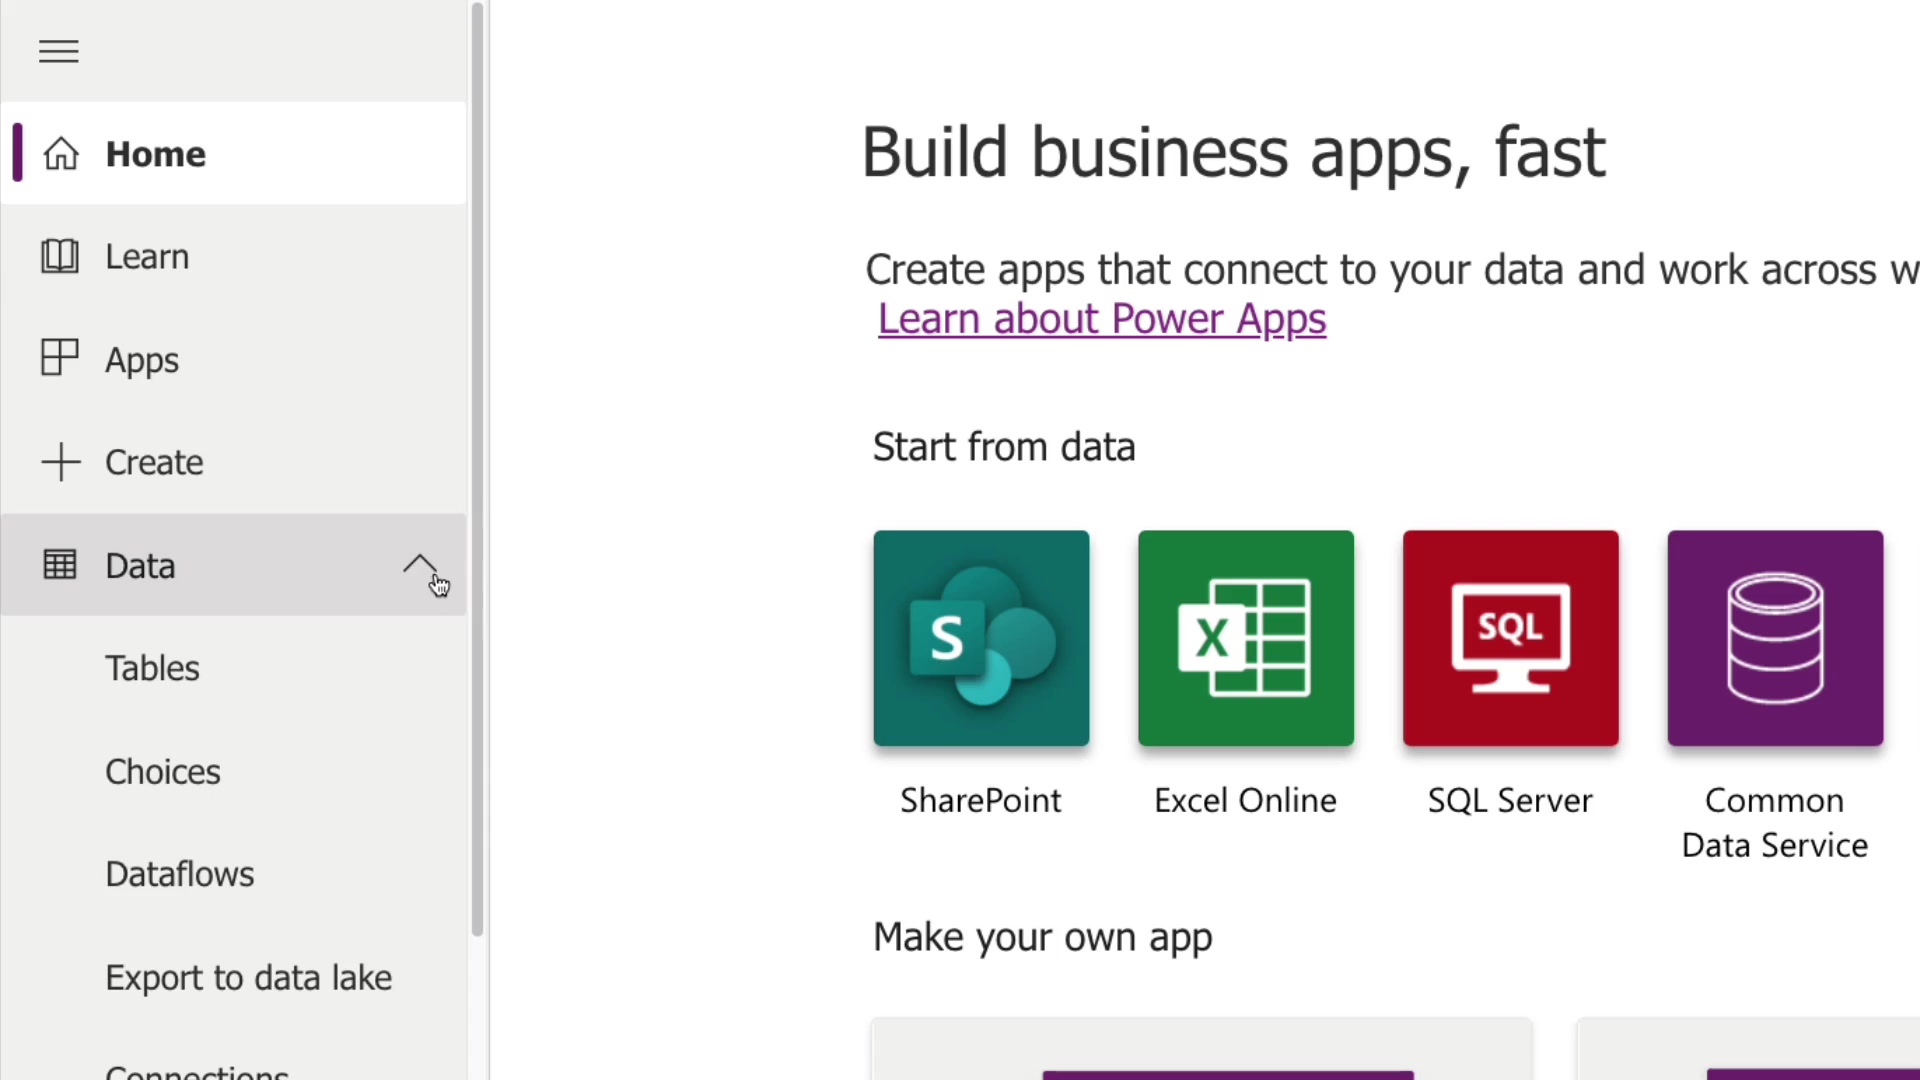 Home
Learn
Apps
Create
Data
Tables
Choices
Dataflows
Export to data lake
Connections
Build business apps, fast
Create apps that connect to your data and work across w
Learn about Power Apps
Start from data
S
X
SQL
SharePoint
Excel Online
SQL Server
Common
Data Service
Make your own app